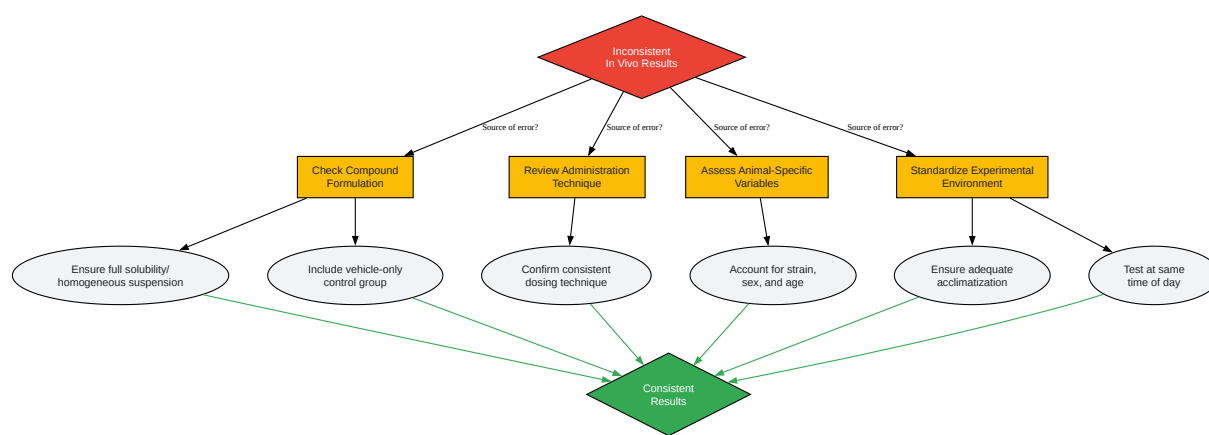 Inconsistent
In Vivo Results
Source of error?
Source of error?
Source of error?
Source of error?
Check Compound
Formulation
Review Administration
Technique
Assess Animal-Specific
Variables
Standardize Experimental
Environment
Ensure full solubility/
homogeneous suspension
Include vehicle-only
control group
Confirm consistent
dosing technique
Account for strain,
sex, and age
Ensure adequate
acclimatization
Test at same
time of day
Consistent
Results